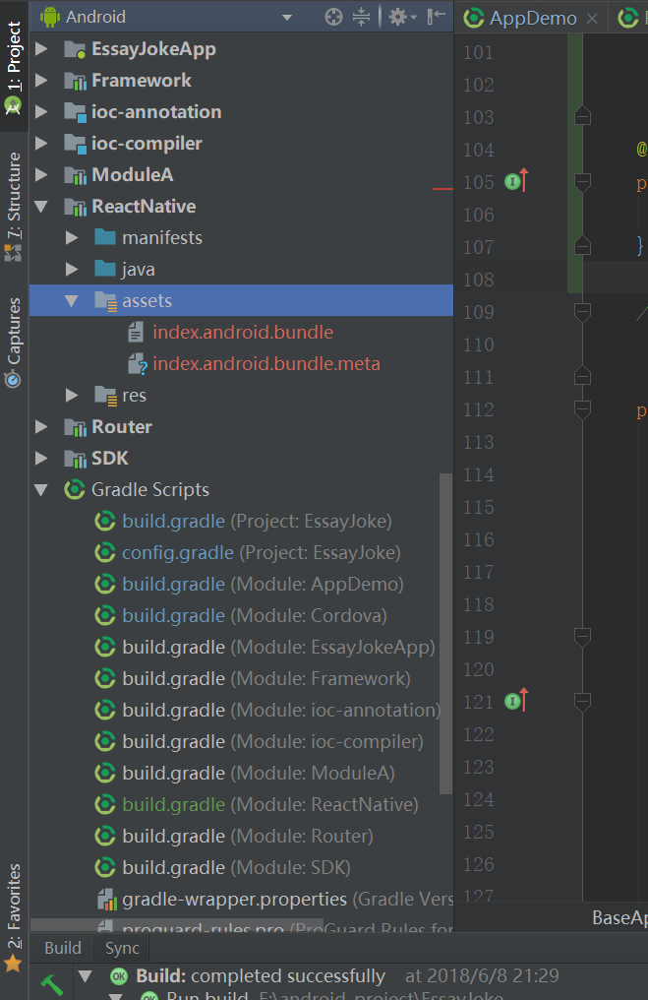 1: Project
7: Structure
Captures
2: Favorites
Android
EssayJokeApp
Framework
ioc-annotation
ioc-compiler
ModuleA
ReactNative
manifests
java
assets
index.android.bundle
index.android.bundle.meta
res
Router
SDK
Gradle Scripts
build.gradle (Project: EssayJoke)
config.gradle (Project: EssayJoke)
build.gradle (Module: AppDemo)
build.gradle (Module: Cordova)
build.gradle (Module: EssayJokeApp)
build.gradle (Module: Framework)
build.gradle (Module: ioc-annotation)
build.gradle (Module: ioc-compiler)
build.gradle (Module: ModuleA)
build.gradle (Module: ReactNative)
build.gradle (Module: Router)
build.gradle (Module: SDK)
gradle-wrapper.properties (Gradle Vers
proguard-rules.pro (ProGuard Rules for
AppDemo
101
102
103
104 @
105 p
106
107 }
108
109 /
110
111
112 p
113
114
115
116
117
118
119
120
121
122
123
124
125
126
127
BaseAp
Build Sync
Build: completed successfully at 2018/6/8 21:29
Run build E:\android_project\EssayJoke